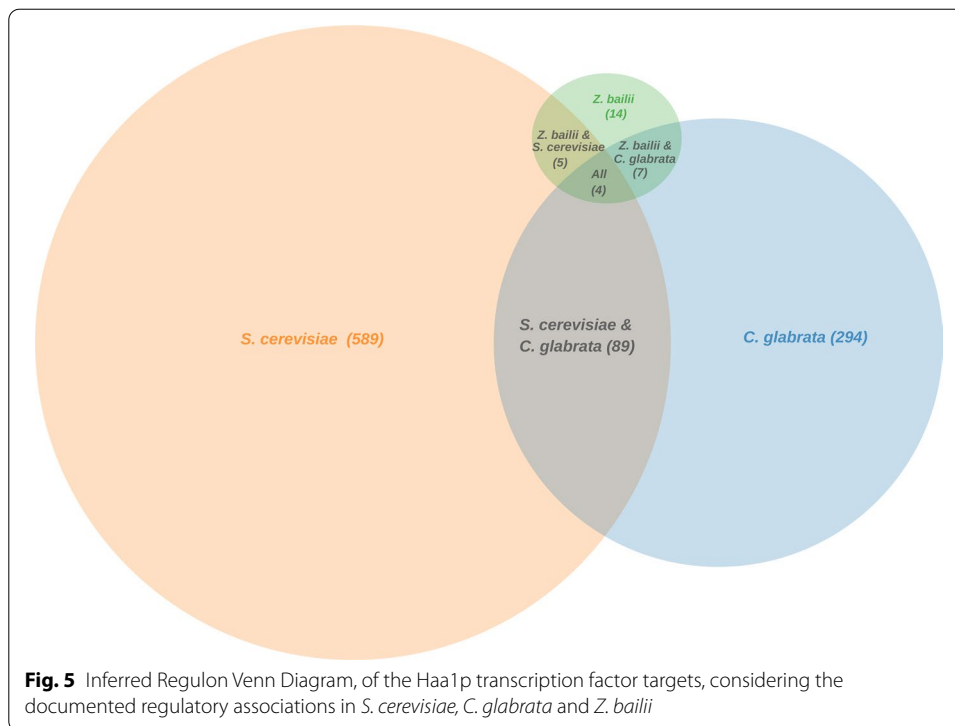 Z. bailii
(14)
Z. bailii &
S. cerevisiae
(5)
Z. bailii &
C. glabrata
(7)
All
(4)
S. cerevisiae (589)
S. cerevisiae &
C. glabrata (89)
C. glabrata (294)
Fig. 5 Inferred Regulon Venn Diagram, of the Haa1p transcription factor targets, considering the
documented regulatory associations in S. cerevisiae, C. glabrata and Z. bailii